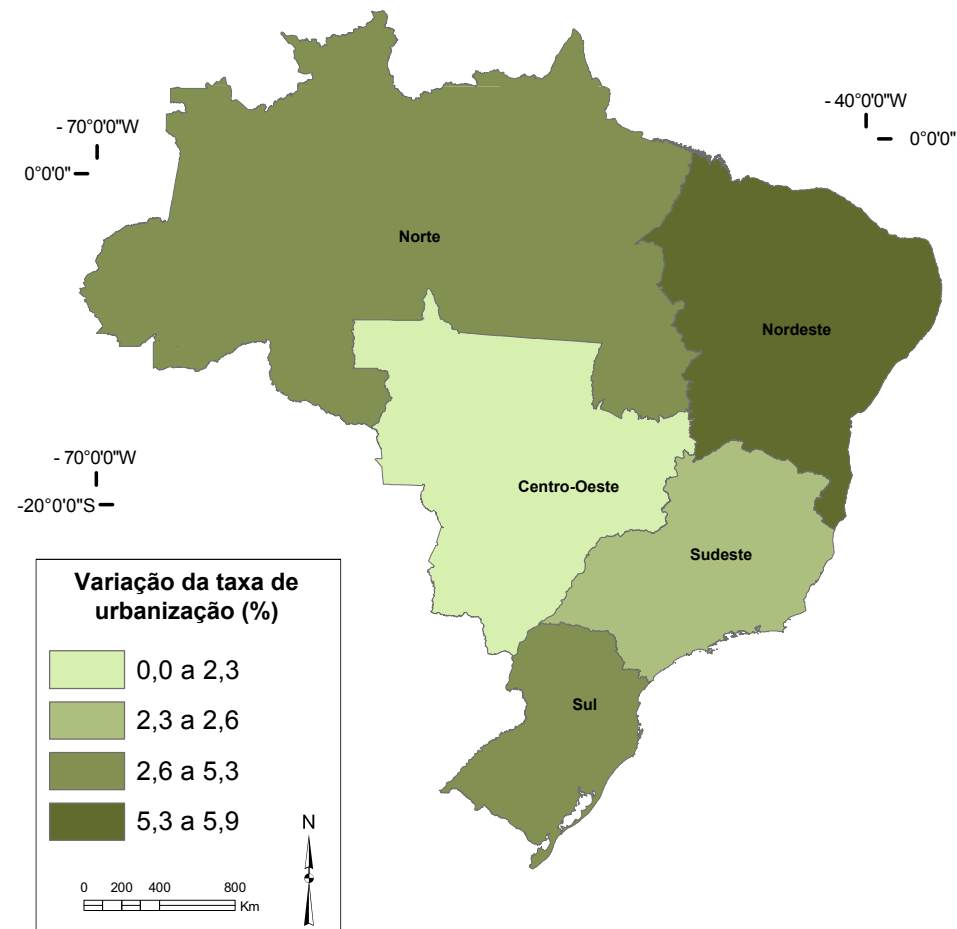 - 40°0'0"W
0°0'0"
- 70°0'0"W
0°0'0"
Norte
Nordeste
- 70°0'0"W
-20°0'0"S
Centro-Oeste
Sudeste
Sul
Variação da taxa de
urbanização (%)
0,0 a 2,3
2,3 a 2,6
2,6 a 5,3
5,3 a 5,9
N
0 200 400 800
Km